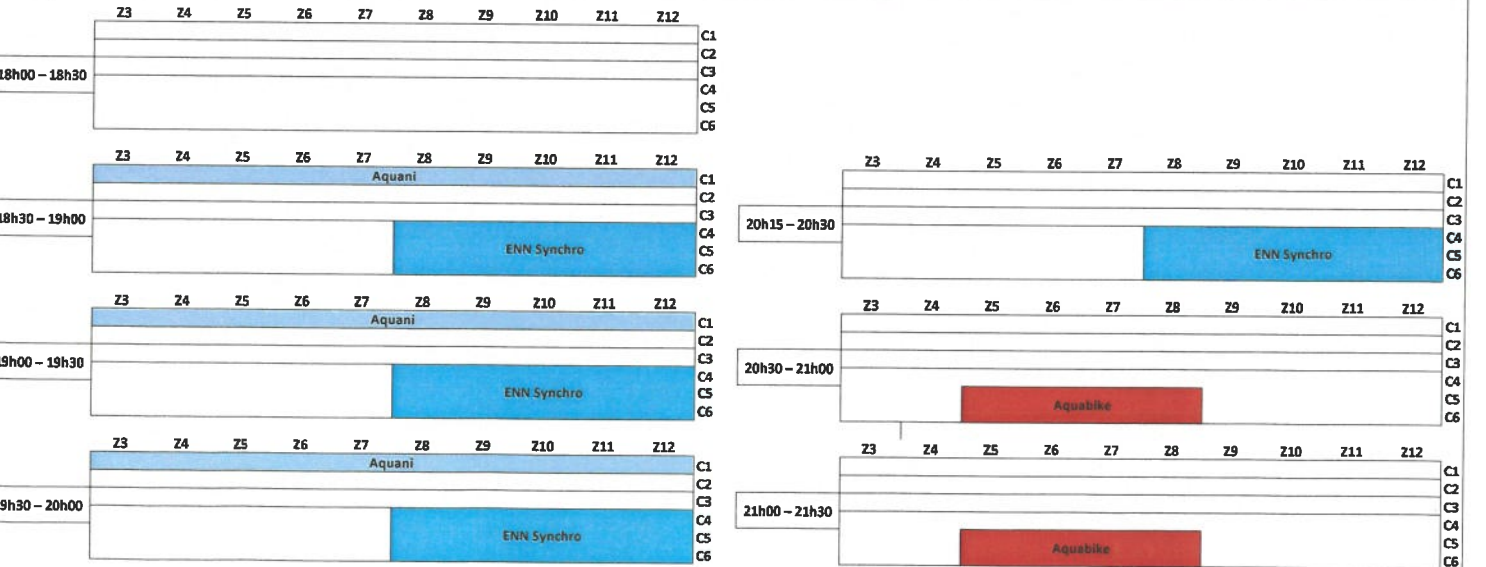 Z3 Z4 Z5 Z6 Z7 Z8 Z9 Z10 Z11 Z12
C1
C2
18h00 – 18h30
C3
C4
C5
C6
Z3 Z4 Z5 Z6 Z7 Z8 Z9 Z10 Z11 Z12
Aquani
C1
C2
18h30 – 19h00
C3
C4
ENN Synchro
C5
C6
Z3 Z4 Z5 Z6 Z7 Z8 Z9 Z10 Z11 Z12
Aquani
C1
C2
19h00 – 19h30
C3
C4
ENN Synchro
C5
C6
Z3 Z4 Z5 Z6 Z7 Z8 Z9 Z10 Z11 Z12
Aquani
C1
C2
9h30 – 20h00
C3
C4
ENN Synchro
C5
C6
Z3 Z4 Z5 Z6 Z7 Z8 Z9 Z10 Z11 Z12
C1
C2
20h15 – 20h30
C3
C4
ENN Synchro
C5
C6
Z3 Z4 Z5 Z6 Z7 Z8 Z9 Z10 Z11 Z12
C1
C2
20h30 – 21h00
C3
C4
Aquabike
C5
C6
Z3 Z4 Z5 Z6 Z7 Z8 Z9 Z10 Z11 Z12
C1
C2
21h00 – 21h30
C3
C4
Aquabike
C5
C6